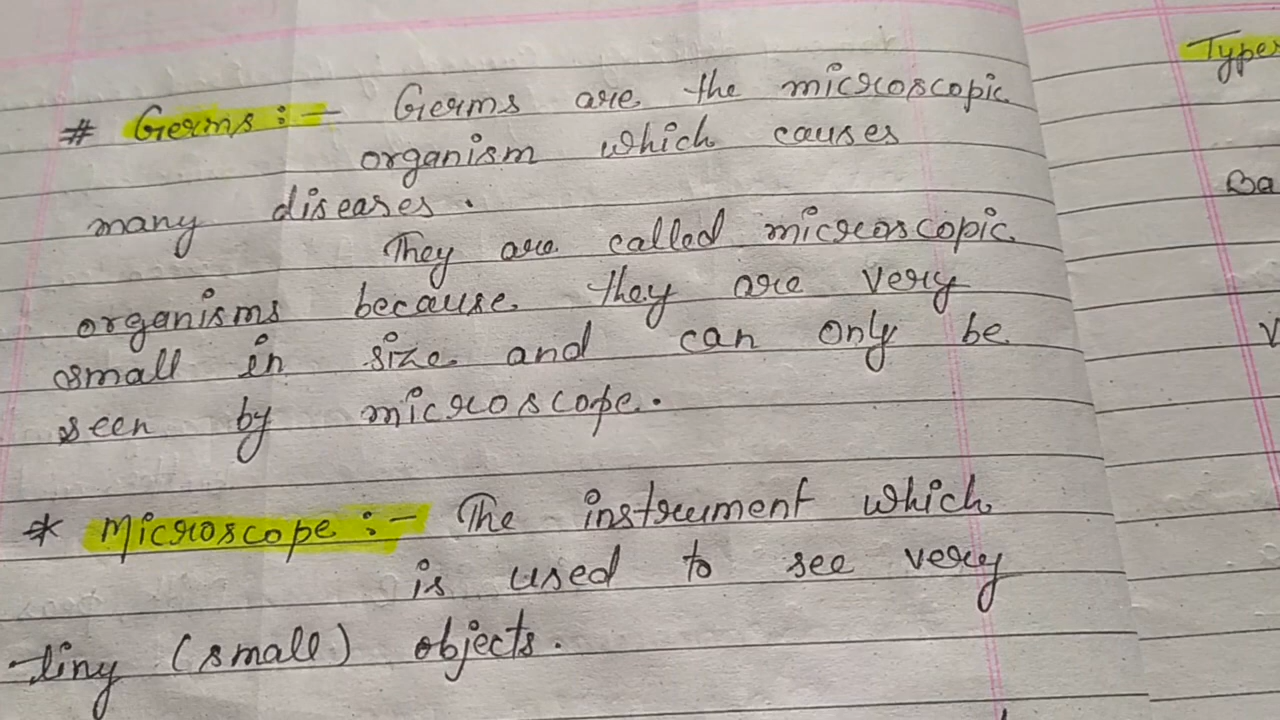 # Germs :- Germs are the microscopic
organism which causes
many diseases.
They are called microscopic
organisms because they are very
small in size and can only be
seen by microscope.
* Microscope :- The instrument which
is used to see very
tiny (small) objects.
Types
Ba
V